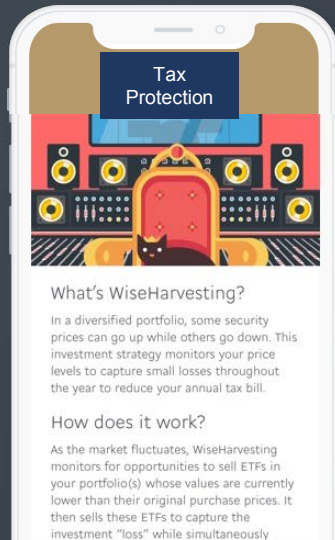 Tax
Protection
What's WiseHarvesting?
In a diversified portfolio, some security
prices can go up while others go down. This
investment strategy monitors your price
levels to capture small losses throughout
the year to reduce your annual tax bill.
How does it work?
As the market fluctuates, WiseHarvesting
monitors for opportunities to sell ETFs in
your portfolio(s) whose values are currently
lower than their original purchase prices. It
then sells these ETFs to capture the
investment “loss” while simultaneously